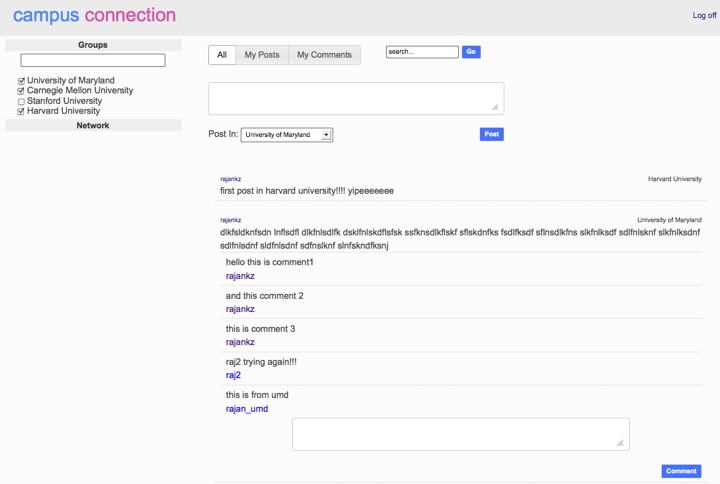 campus connection
Log off
Groups
University of Maryland
Carnegie Mellon University
Stanford University
Harvard University
Network
All My Posts My Comments
search... Go
Post In: University of Maryland Post
rajankz Harvard University
first post in harvard university!!!! yipeeeeeee
rajankz University of Maryland
dlkfsldknfsdn lnflsdfl dlkfnlsdlfk dsklfnlskdflsfsk ssfknsdlkflskf sflskdnfks fsdlfksdf sflnsdlkfns slkfnlksdf sdlfnlsknf slkfnlksdnf
sdlfnlsdnf sldfnlsdnf sdfnslknf slnfskndfksnj
hello this is comment1
rajankz
and this comment 2
rajankz
this is comment 3
rajankz
raj2 trying again!!!
raj2
this is from umd
rajan_umd
Comment